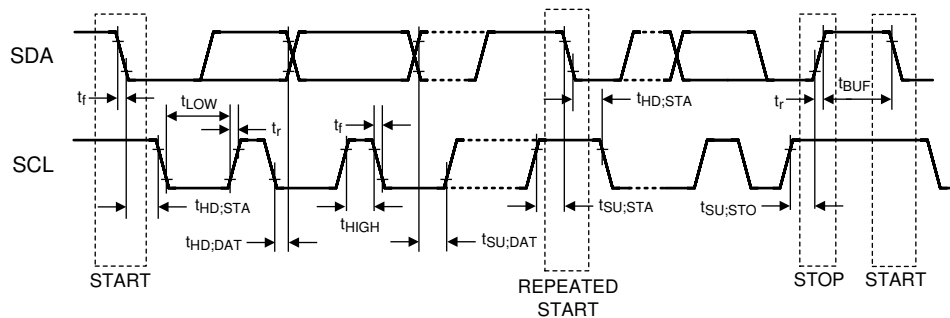 SDA
t_f
t_LOW
t_r
t_f
t_HD;STA
t_r
t_BUF
SCL
t_HD;STA
t_HD;DAT
t_HIGH
t_SU;DAT
t_SU;STA
t_SU;STO
START
REPEATED
START
STOP
START